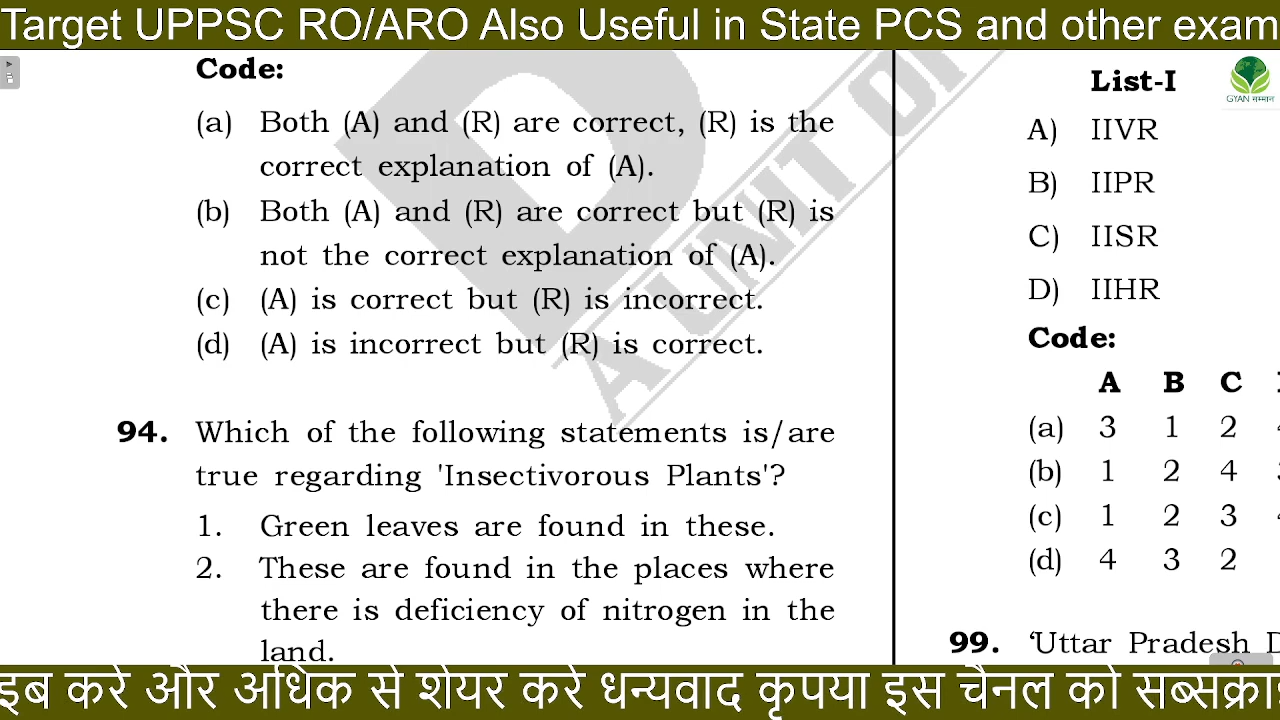 Target UPPSC RO/ARO Also Useful in State PCS and other exam
Code:
(a) Both (A) and (R) are correct, (R) is the
correct explanation of (A).
(b) Both (A) and (R) are correct but (R) is
not the correct explanation of (A).
(c) (A) is correct but (R) is incorrect.
(d) (A) is incorrect but (R) is correct.
94. Which of the following statements is/are
true regarding 'Insectivorous Plants'?
1. Green leaves are found in these.
2. These are found in the places where
there is deficiency of nitrogen in the
land.
A UNIT OF
List-I
A) IIVR
B) IIPR
C) IISR
D) IIHR
Code:
A B C
(a) 3 1 2
(b) 1 2 4
(c) 1 2 3
(d) 4 3 2
99. 'Uttar Pradesh
GYAN सम्मान
इब करे और अधिक से शेयर करे धन्यवाद कृपया इस चैनल को सब्सक्रा